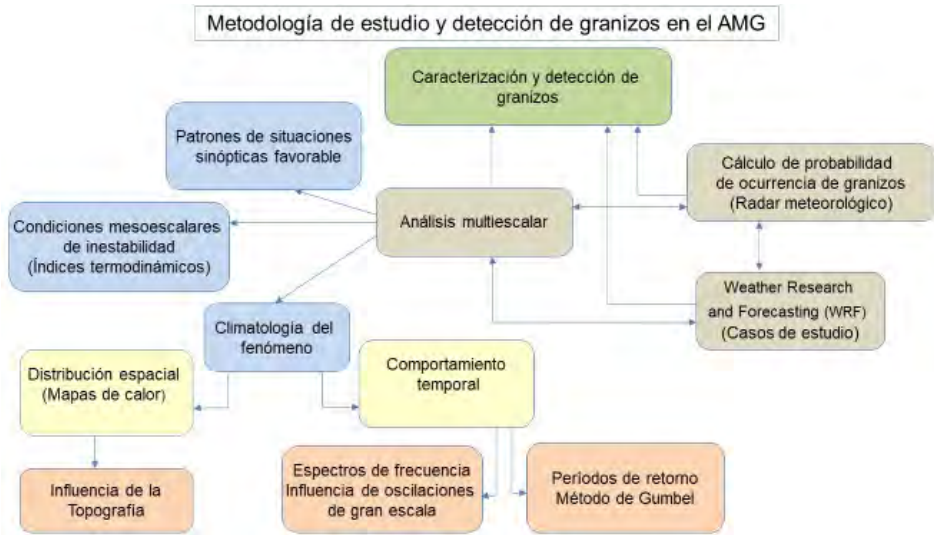 Metodología de estudio y detección de granizos en el AMG
Caracterización y detección de
granizos
Patrones de situaciones
sinópticas favorable
Cálculo de probabilidad
de ocurrencia de granizos
(Radar meteorológico)
Análisis multiescalar
Condiciones mesoescalares
de inestabilidad
(Índices termodinámicos)
Weather Research
and Forecasting (WRF)
(Casos de estudio)
Climatología del
fenómeno
Comportamiento
temporal
Distribución espacial
(Mapas de calor)
Espectros de frecuencia
Influencia de oscilaciones
de gran escala
Períodos de retorno
Método de Gumbel
Influencia de la
Topografía